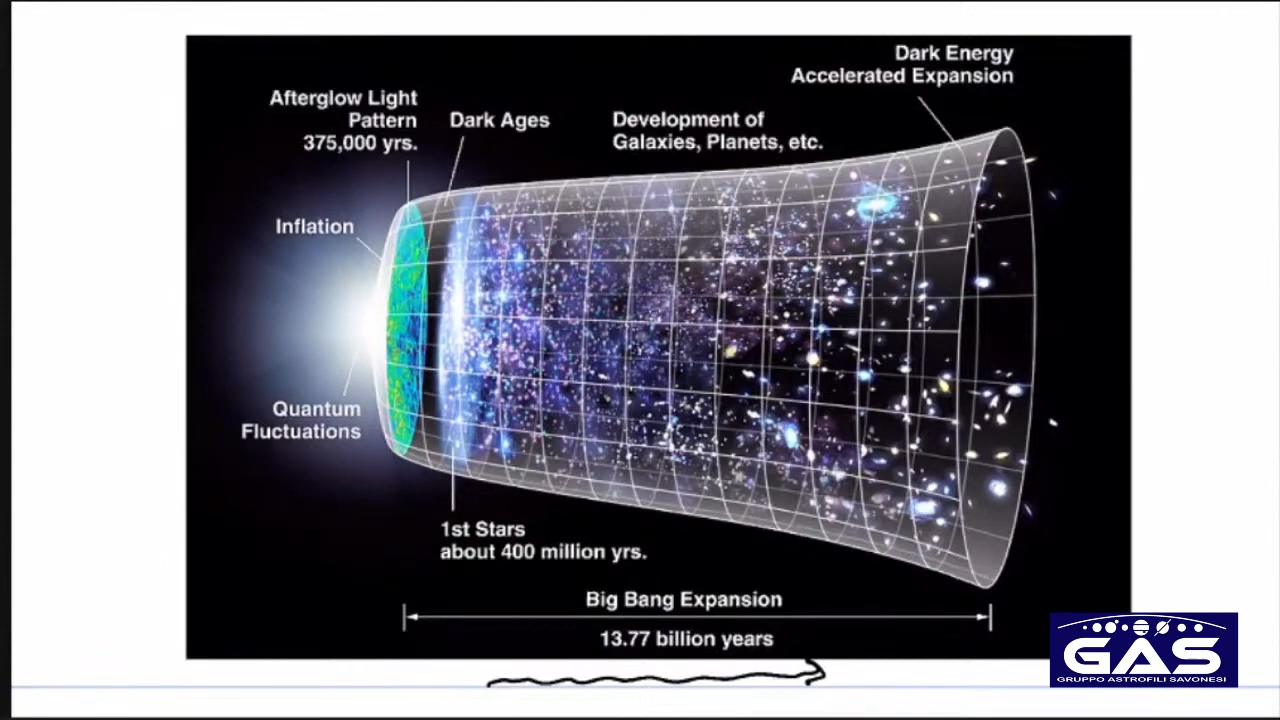 Dark Energy
Accelerated Expansion
Afterglow Light
Pattern
375,000 yrs.
Dark Ages
Development of
Galaxies, Planets, etc.
Inflation
Quantum
Fluctuations
1st Stars
about 400 million yrs.
Big Bang Expansion
13.77 billion years
GAS
GRUPPO ASTROFILI SAVONESI